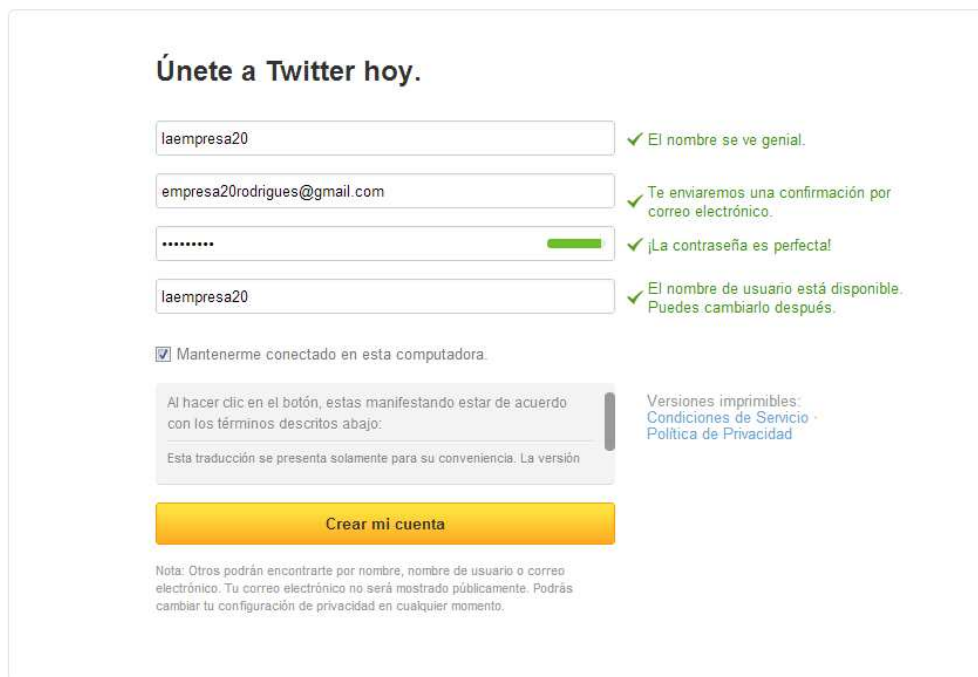 Únete a Twitter hoy.
laempresa20
El nombre se ve genial.
empresa20rodrigues@gmail.com
Te enviaremos una confirmación por
correo electrónico.
•••••••••
¡La contraseña es perfecta!
laempresa20
El nombre de usuario está disponible.
Puedes cambiarlo después.
Mantenerme conectado en esta computadora.
Al hacer clic en el botón, estas manifestando estar de acuerdo
con los términos descritos abajo:
Esta traducción se presenta solamente para su conveniencia. La versión
Versiones imprimibles:
Condiciones de Servicio ·
Política de Privacidad
Crear mi cuenta
Nota: Otros podrán encontrarte por nombre, nombre de usuario o correo
electrónico. Tu correo electrónico no será mostrado públicamente. Podrás
cambiar tu configuración de privacidad en cualquier momento.